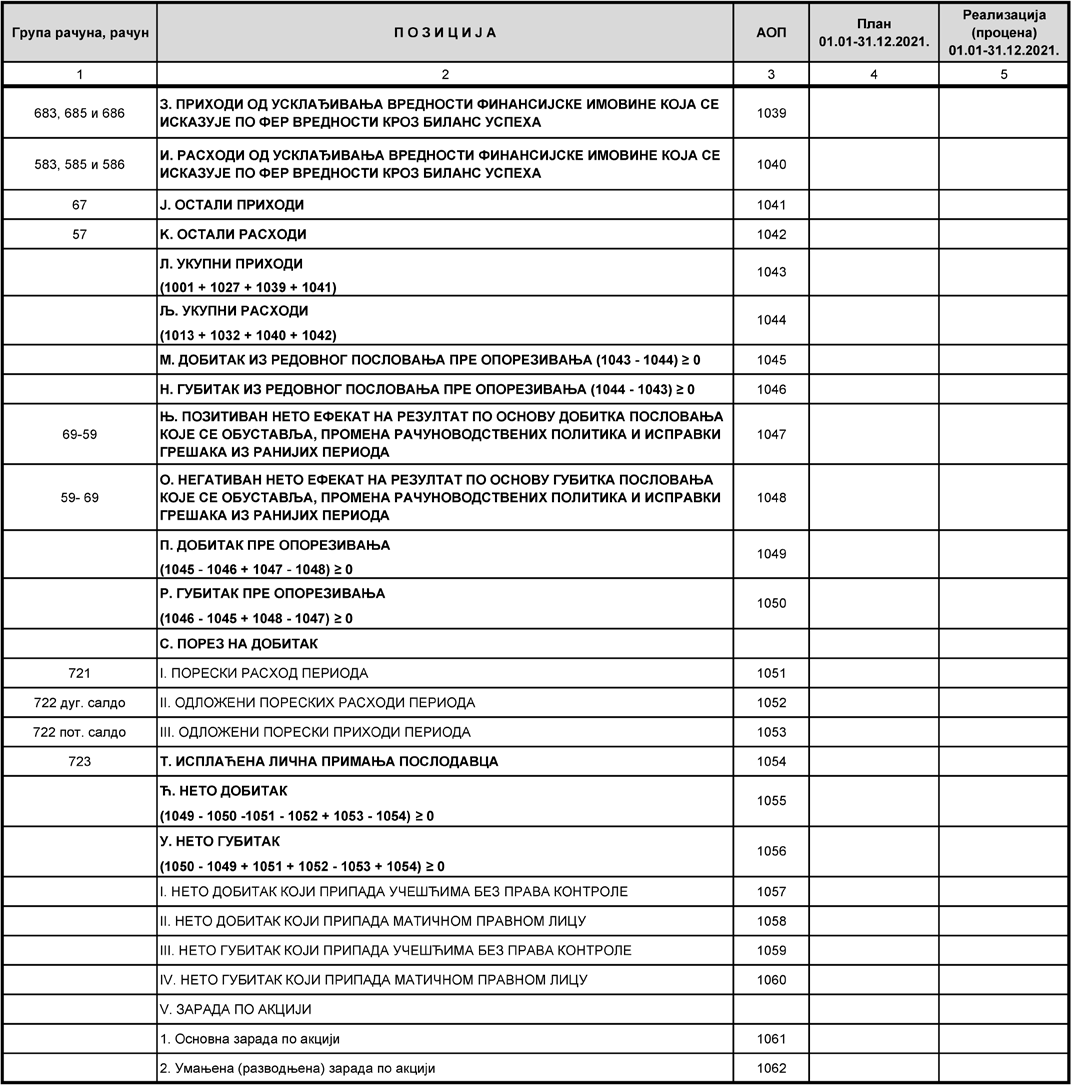 Група рачуна, рачун
П О З И Ц И Ј А
АОП
План
01.01-31.12.2021.
Реализација
(процена)
01.01-31.12.2021.
1
2
3
4
5
683, 685 и 686
З. ПРИХОДИ ОД УСКЛАЂИВАЊА ВРЕДНОСТИ ФИНАНСИЈСКЕ ИМОВИНЕ КОЈА СЕ
ИСКАЗУЈЕ ПО ФЕР ВРЕДНОСТИ КРОЗ БИЛАНС УСПЕХА
1039
583, 585 и 586
И. РАСХОДИ ОД УСКЛАЂИВАЊА ВРЕДНОСТИ ФИНАНСИЈСКЕ ИМОВИНЕ КОЈА СЕ
ИСКАЗУЈЕ ПО ФЕР ВРЕДНОСТИ КРОЗ БИЛАНС УСПЕХА
1040
67
Ј. ОСТАЛИ ПРИХОДИ
1041
57
К. ОСТАЛИ РАСХОДИ
1042
Л. УКУПНИ ПРИХОДИ
(1001 + 1027 + 1039 + 1041)
1043
Љ. УКУПНИ РАСХОДИ
(1013 + 1032 + 1040 + 1042)
1044
М. ДОБИТАК ИЗ РЕДОВНОГ ПОСЛОВАЊА ПРЕ ОПОРЕЗИВАЊА (1043 - 1044) ≥ 0
1045
Н. ГУБИТАК ИЗ РЕДОВНОГ ПОСЛОВАЊА ПРЕ ОПОРЕЗИВАЊА (1044 - 1043) ≥ 0
1046
69-59
Њ. ПОЗИТИВАН НЕТО ЕФЕКАТ НА РЕЗУЛТАТ ПО ОСНОВУ ДОБИТКА ПОСЛОВАЊА
КОЈЕ СЕ ОБУСТАВЉА, ПРОМЕНА РАЧУНОВОДСТВЕНИХ ПОЛИТИКА И ИСПРАВКИ
ГРЕШАКА ИЗ РАНИЈИХ ПЕРИОДА
1047
59- 69
О. НЕГАТИВАН НЕТО ЕФЕКАТ НА РЕЗУЛТАТ ПО ОСНОВУ ГУБИТКА ПОСЛОВАЊА
КОЈЕ СЕ ОБУСТАВЉА, ПРОМЕНА РАЧУНОВОДСТВЕНИХ ПОЛИТИКА И ИСПРАВКИ
ГРЕШАКА ИЗ РАНИЈИХ ПЕРИОДА
1048
П. ДОБИТАК ПРЕ ОПОРЕЗИВАЊА
(1045 - 1046 + 1047 - 1048) ≥ 0
1049
Р. ГУБИТАК ПРЕ ОПОРЕЗИВАЊА
(1046 - 1045 + 1048 - 1047) ≥ 0
1050
С. ПОРЕЗ НА ДОБИТАК
721
I. ПОРЕСКИ РАСХОД ПЕРИОДА
1051
722 дуг. салдо
II. ОДЛОЖЕНИ ПОРЕСКИХ РАСХОДИ ПЕРИОДА
1052
722 пот. салдо
III. ОДЛОЖЕНИ ПОРЕСКИ ПРИХОДИ ПЕРИОДА
1053
723
Т. ИСПЛАЋЕНА ЛИЧНА ПРИМАЊА ПОСЛОДАВЦА
1054
Ћ. НЕТО ДОБИТАК
(1049 - 1050 -1051 - 1052 + 1053 - 1054) ≥ 0
1055
У. НЕТО ГУБИТАК
(1050 - 1049 + 1051 + 1052 - 1053 + 1054) ≥ 0
1056
I. НЕТО ДОБИТАК КОЈИ ПРИПАДА УЧЕШЋИМА БЕЗ ПРАВА КОНТРОЛЕ
1057
II. НЕТО ДОБИТАК КОЈИ ПРИПАДА МАТИЧНОМ ПРАВНОМ ЛИЦУ
1058
III. НЕТО ГУБИТАК КОЈИ ПРИПАДА УЧЕШЋИМА БЕЗ ПРАВА КОНТРОЛЕ
1059
IV. НЕТО ГУБИТАК КОЈИ ПРИПАДА МАТИЧНОМ ПРАВНОМ ЛИЦУ
1060
V. ЗАРАДА ПО АКЦИЈИ
1. Основна зарада по акцији
1061
2. Умањена (разводњена) зарада по акцији
1062